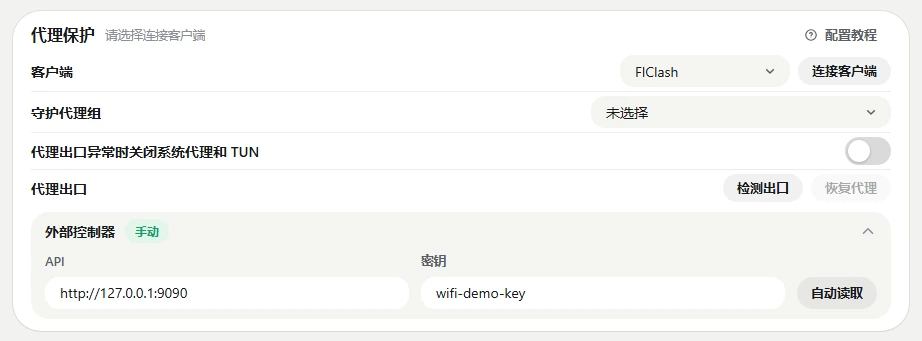 代理保护 请选择连接客户端 配置教程
客户端 FlClash 连接客户端
守护代理组 未选择
代理出口异常时关闭系统代理和 TUN
代理出口 检测出口 恢复代理
外部控制器 手动
API 密钥
http://127.0.0.1:9090 wifi-demo-key 自动读取